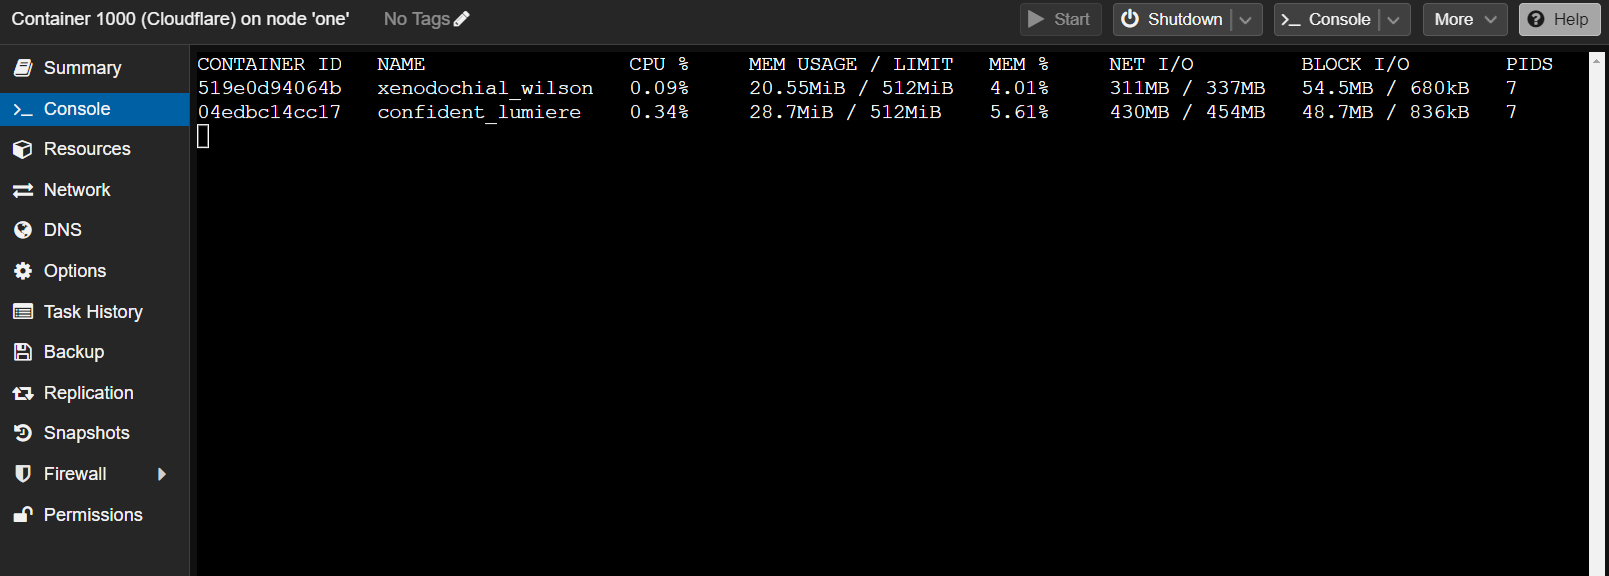 Container 1000 (Cloudflare) on node 'one' No Tags Start Shutdown Console More Help
Summary
Console
Resources
Network
DNS
Options
Task History
Backup
Replication
Snapshots
Firewall
Permissions
CONTAINER ID NAME CPU % MEM USAGE / LIMIT MEM % NET I/O BLOCK I/O PIDS
519e0d94064b xenodochial_wilson 0.09% 20.55MiB / 512MiB 4.01% 311MB / 337MB 54.5MB / 680kB 7
04edbc14cc17 confident_lumiere 0.34% 28.7MiB / 512MiB 5.61% 430MB / 454MB 48.7MB / 836kB 7